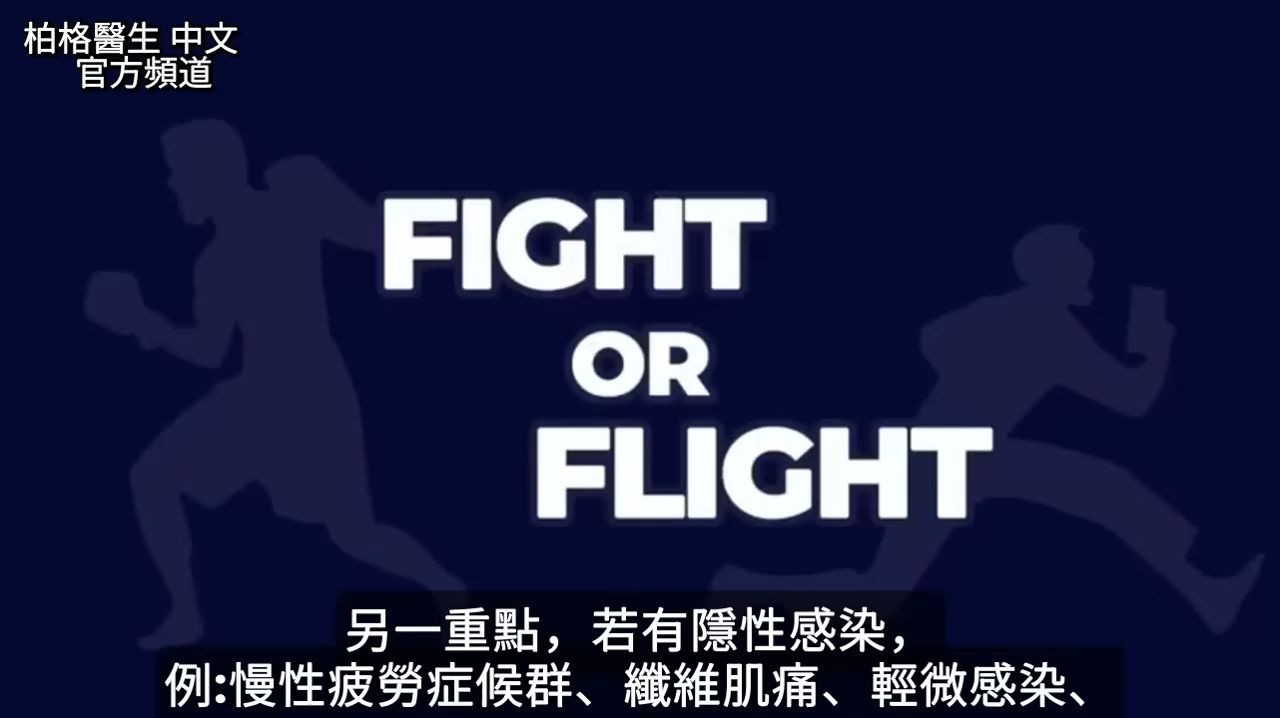 柏格醫生 中文
官方頻道
FIGHT
OR
FLIGHT
另一重點，若有隱性感染，
例:慢性疲勞症候群、纖維肌痛、輕微感染、